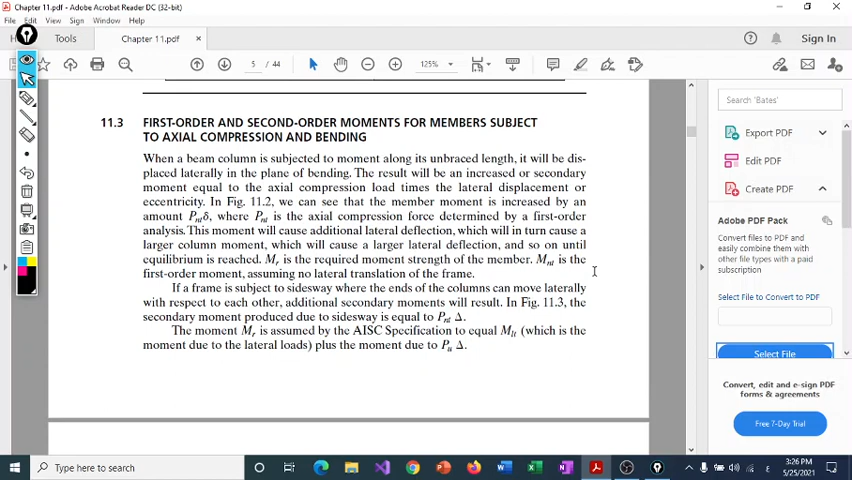 Chapter 11.pdf - Adobe Acrobat Reader DC (32-bit)
File Edit View Sign Window Help
Tools
Chapter 11.pdf
Sign In
5 / 44
125%
11.3 FIRST-ORDER AND SECOND-ORDER MOMENTS FOR MEMBERS SUBJECT
TO AXIAL COMPRESSION AND BENDING
When a beam column is subjected to moment along its unbraced length, it will be dis-
placed laterally in the plane of bending. The result will be an increased or secondary
moment equal to the axial compression load times the lateral displacement or
eccentricity. In Fig. 11.2, we can see that the member moment is increased by an
amount Pntδ, where Pnt is the axial compression force determined by a first-order
analysis. This moment will cause additional lateral deflection, which will in turn cause a
larger column moment, which will cause a larger lateral deflection, and so on until
equilibrium is reached. Mr is the required moment strength of the member. Mnt is the
first-order moment, assuming no lateral translation of the frame.
If a frame is subject to sidesway where the ends of the columns can move laterally
with respect to each other, additional secondary moments will result. In Fig. 11.3, the
secondary moment produced due to sidesway is equal to Pnt Δ.
The moment Mr is assumed by the AISC Specification to equal Mlt (which is the
moment due to the lateral loads) plus the moment due to Pu Δ.
Search 'Bates'
Export PDF
Edit PDF
Create PDF
Adobe PDF Pack
Convert files to PDF and
easily combine them with
other file types with a paid
subscription
Select File to Convert to PDF
Select File
Convert, edit and e-sign PDF
forms & agreements
Free 7-Day Trial
Type here to search
3:26 PM
5/25/2021